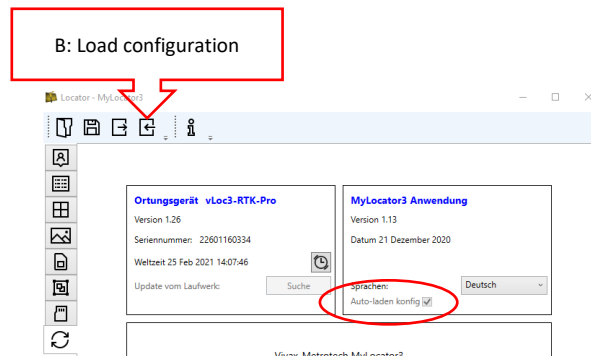 B: Load configuration
Locator - MyLocator3
Ortungsgerät vLoc3-RTK-Pro
Version 1.26
Seriennummer: 22601160334
Weltzeit 25 Feb 2021 14:07:46
Update vom Laufwerk:
Suche
MyLocator3 Anwendung
Version 1.13
Datum 21 Dezember 2020
Sprachen:
Deutsch
Auto-laden konfig
Vivax-Metrotech MyLocator3